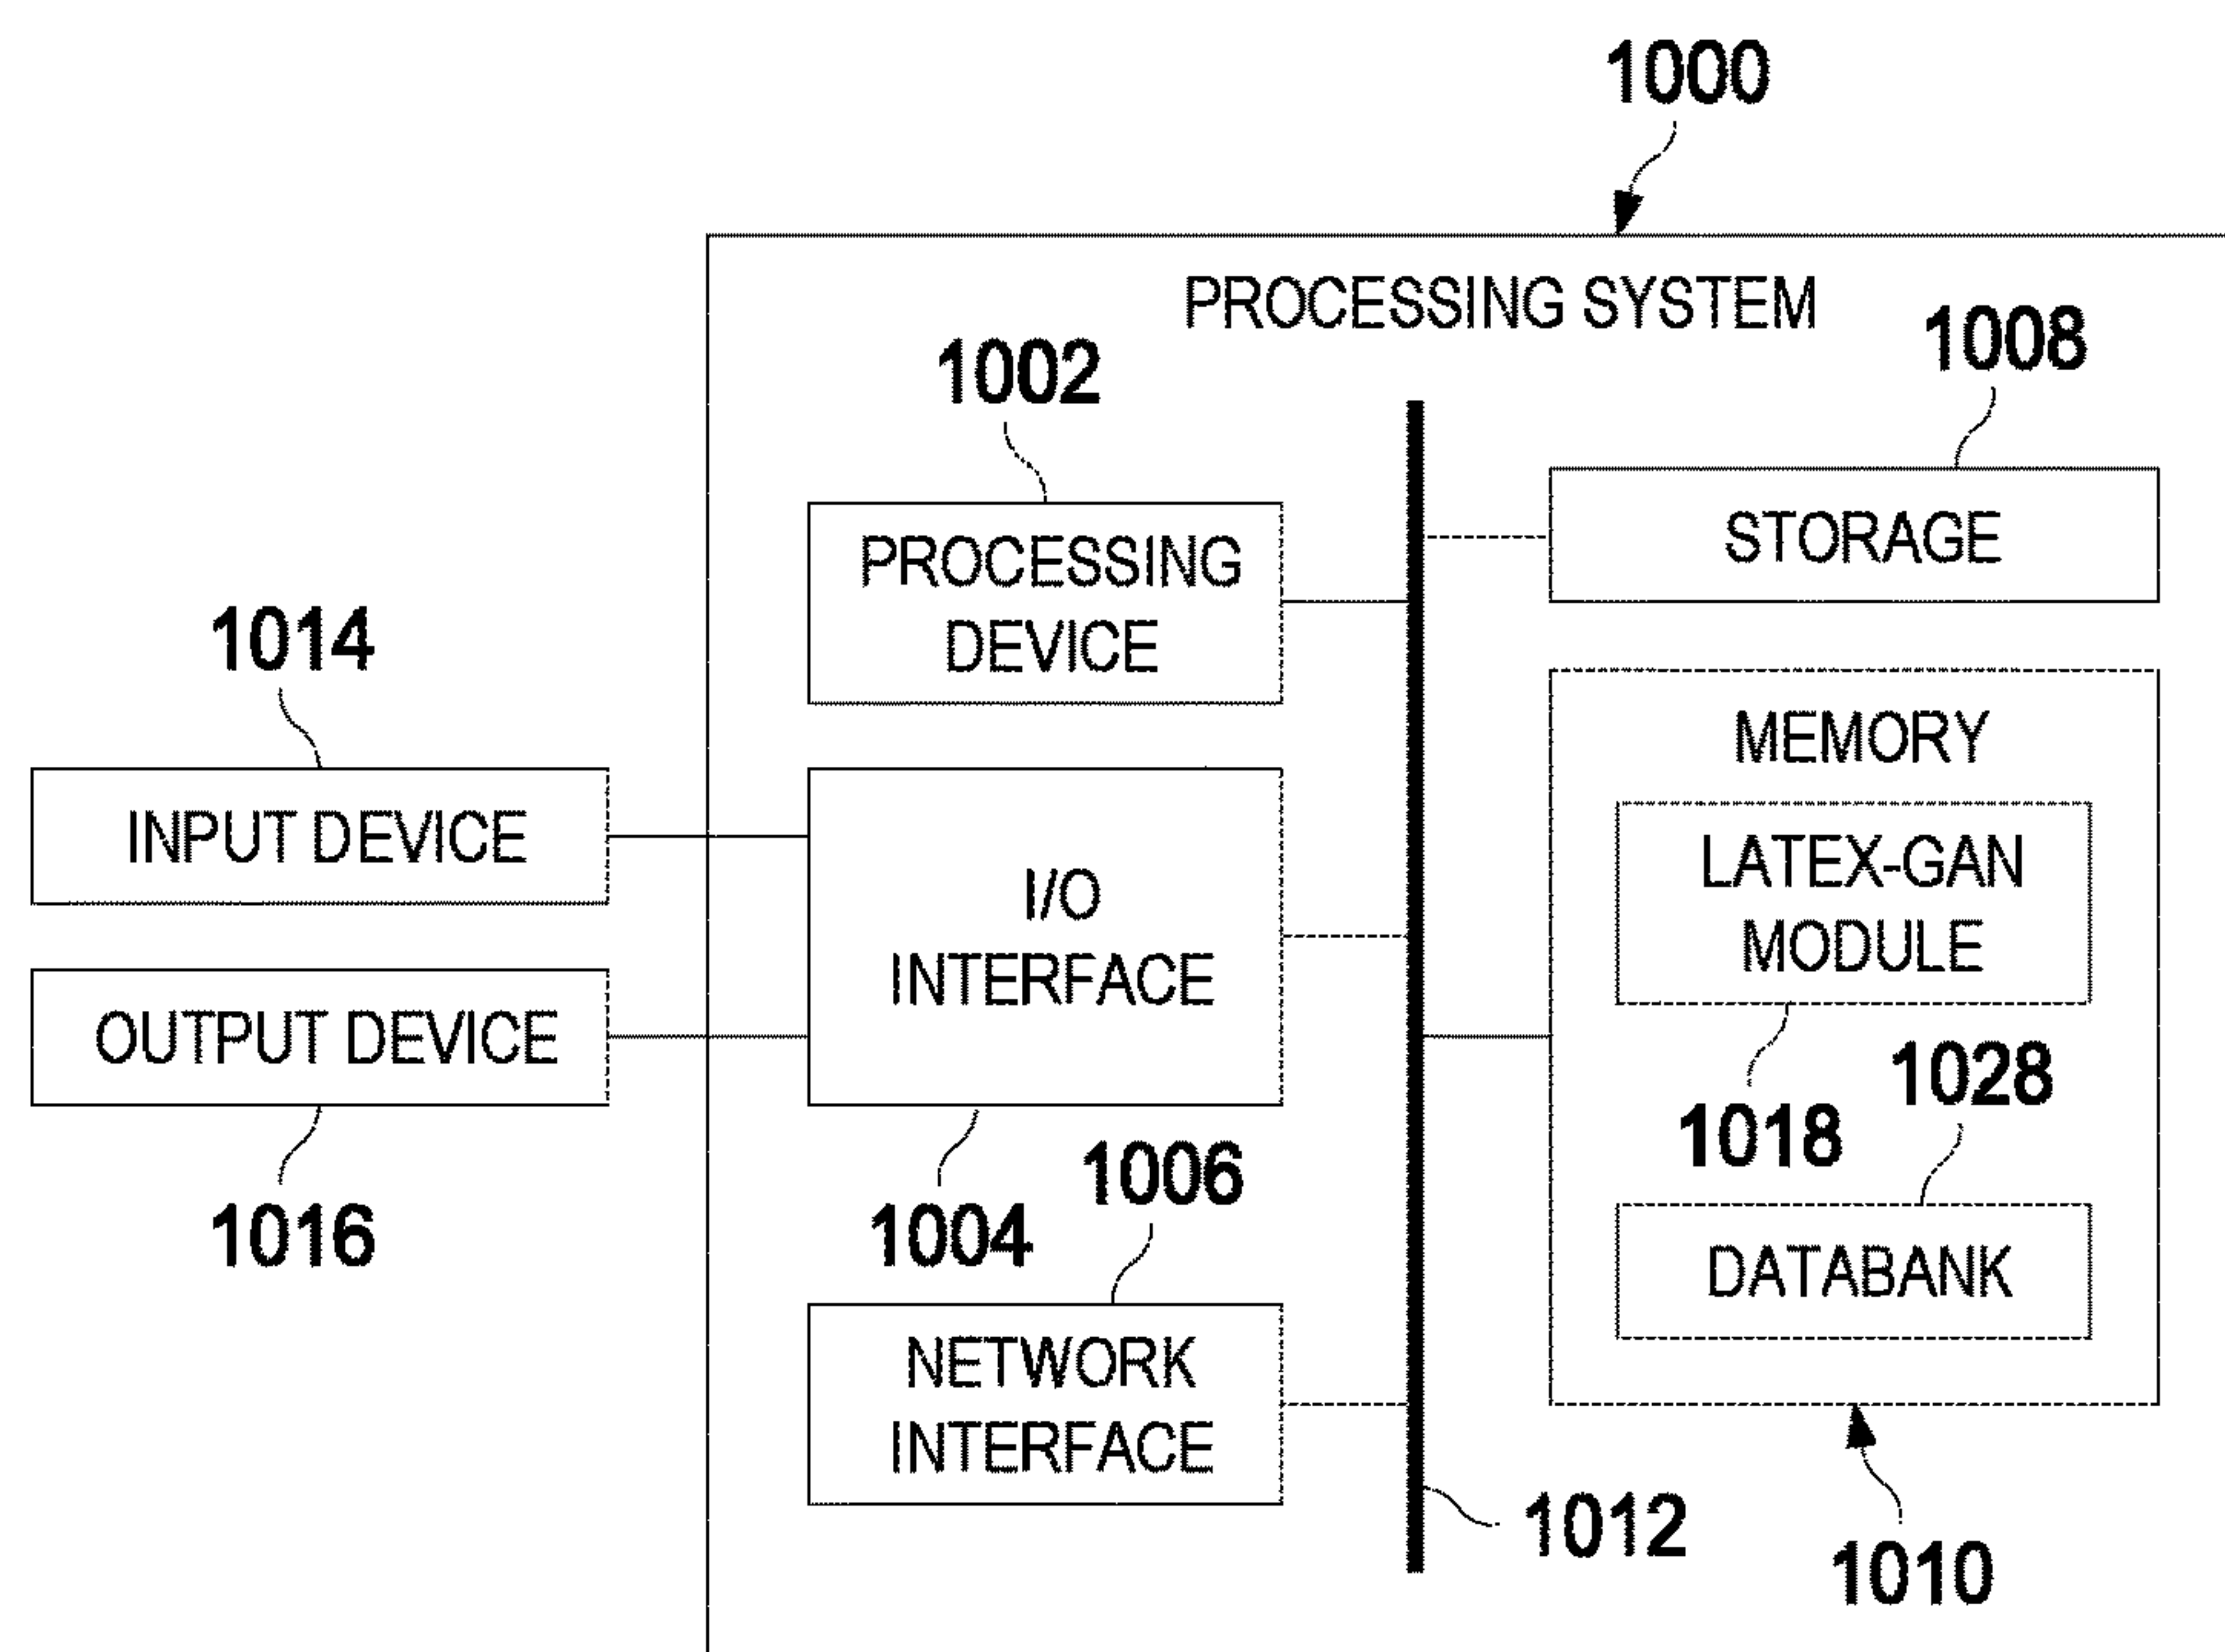 1000
PROCESSING SYSTEM
1002
1008
PROCESSING
DEVICE
STORAGE
1014
INPUT DEVICE
MEMORY
LATEX-GAN
MODULE
I/O
INTERFACE
OUTPUT DEVICE
1016
1004
1006
1018
1028
NETWORK
INTERFACE
DATABANK
1012
1010